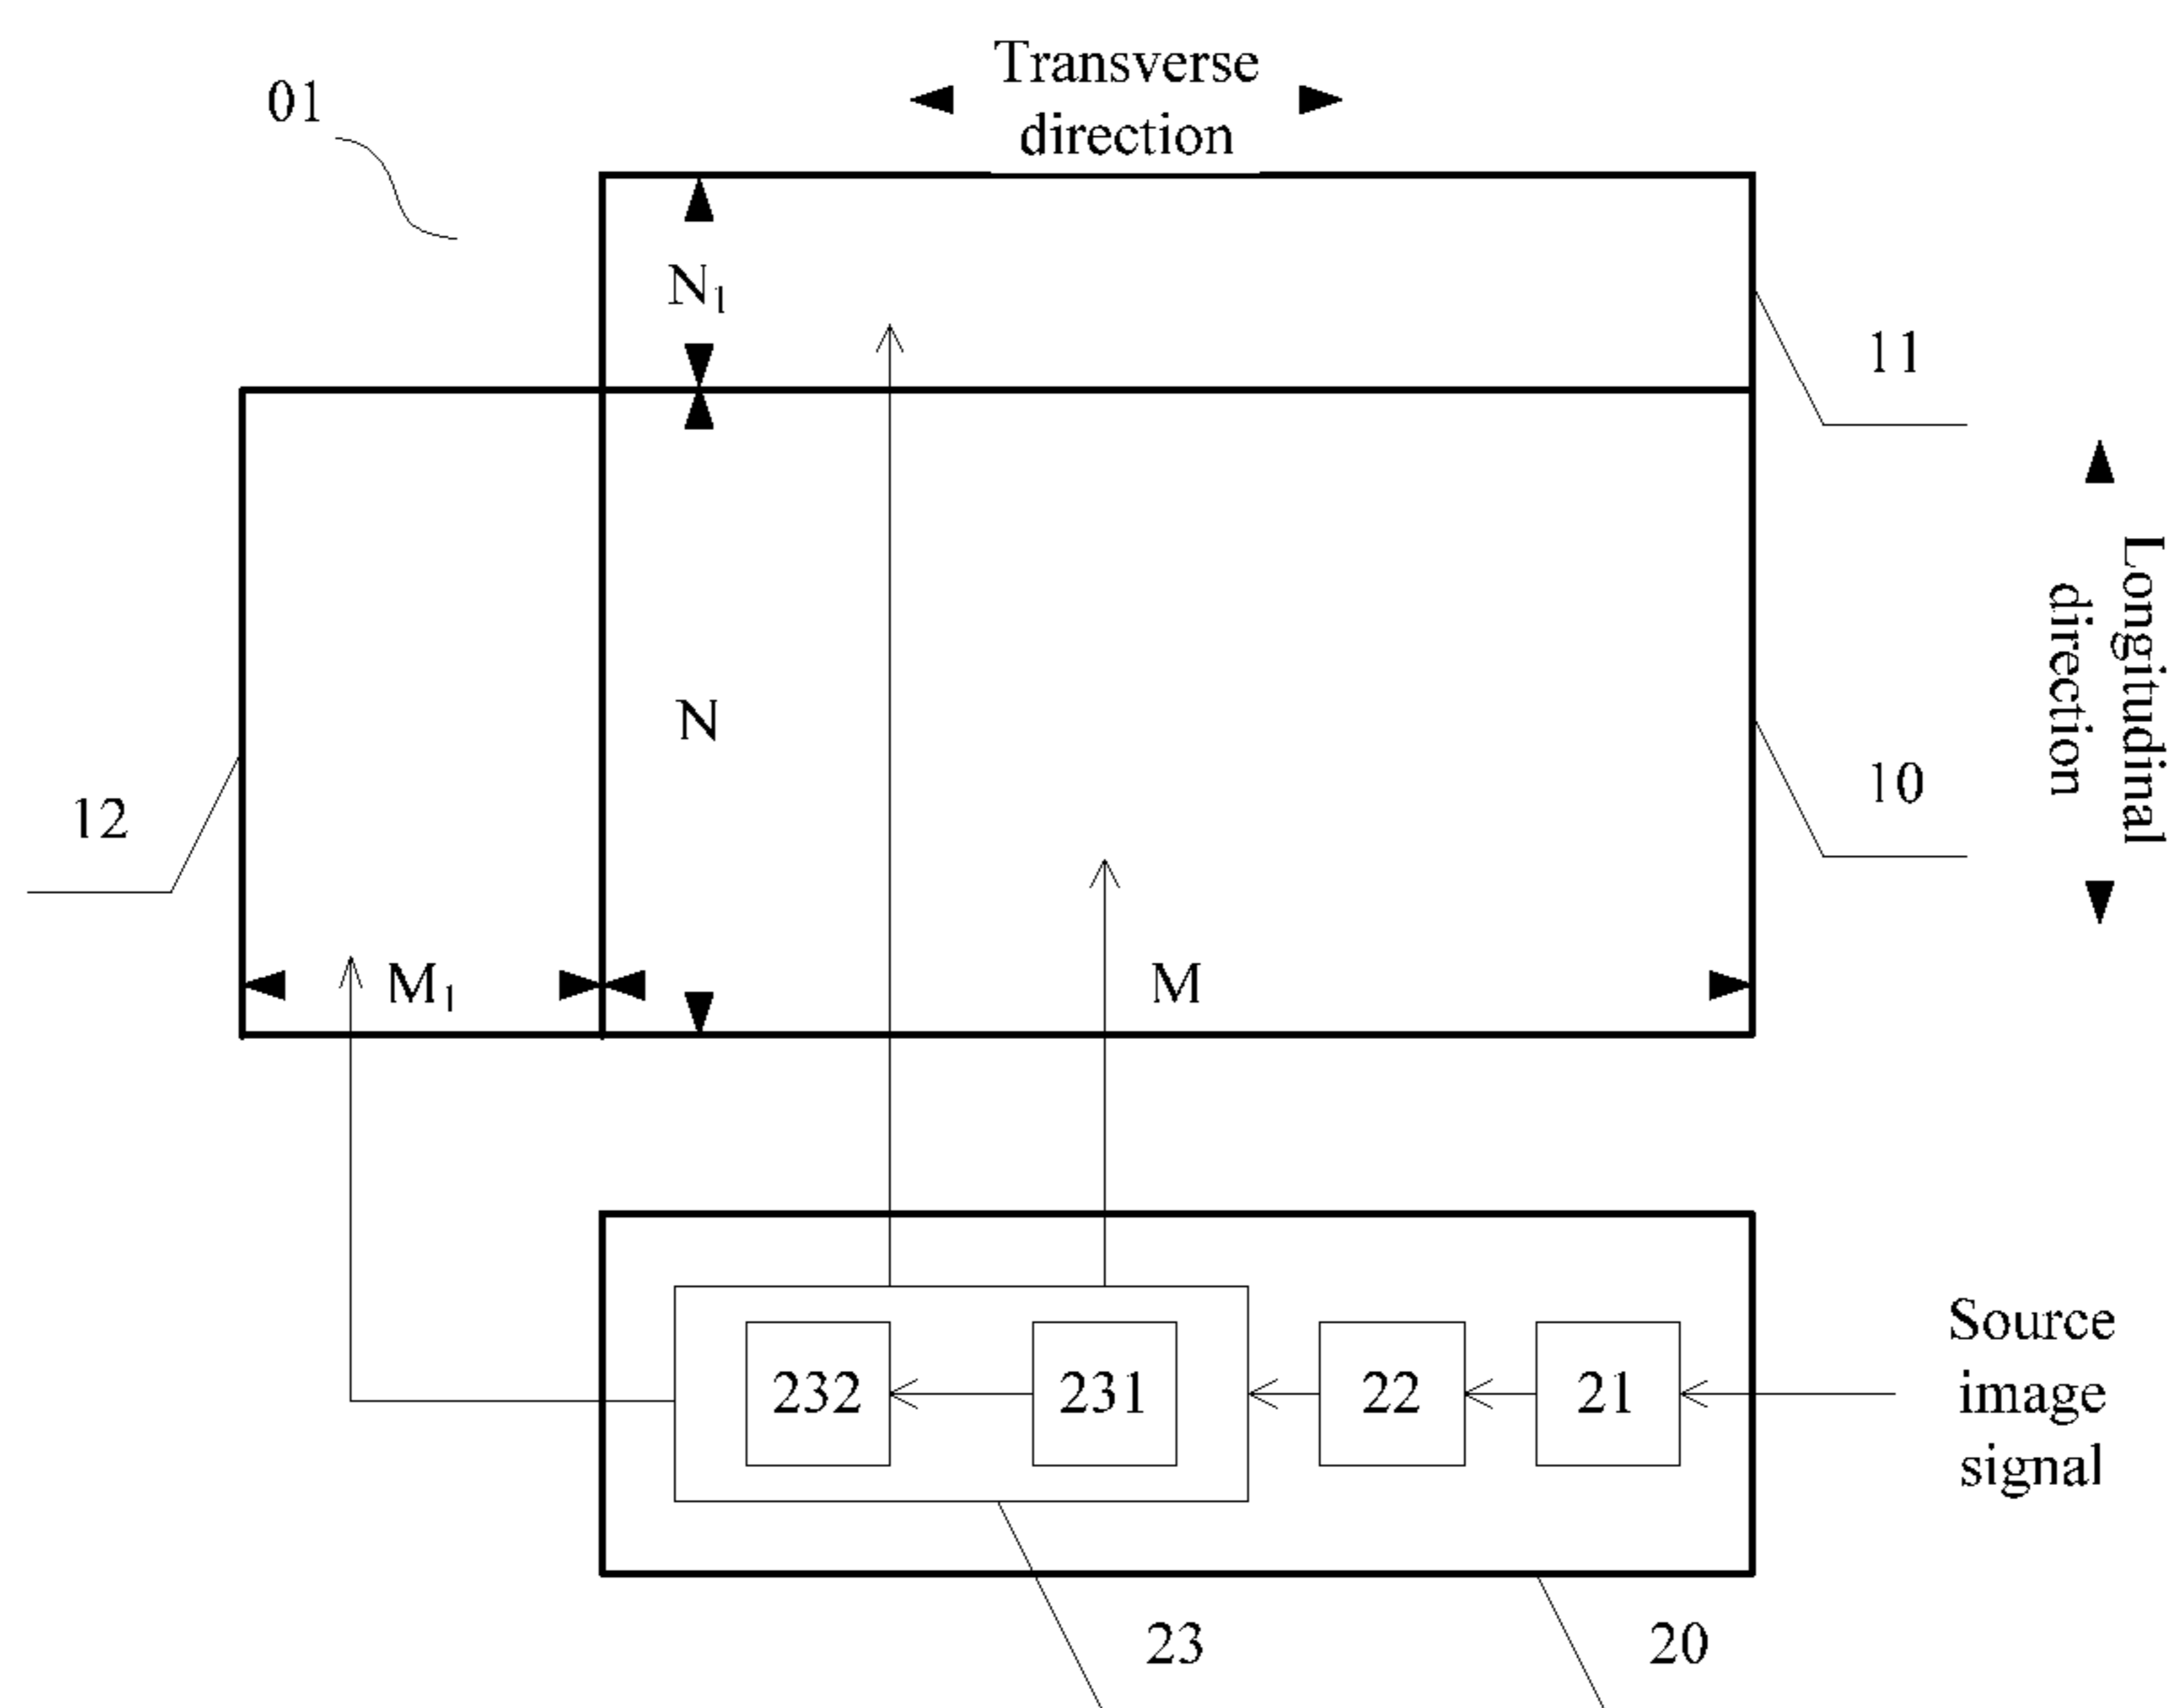 Transverse
direction
01
N1
11
Longitudinal
direction
N
10
12
M1
M
232
231
22
21
Source
image
signal
23
20